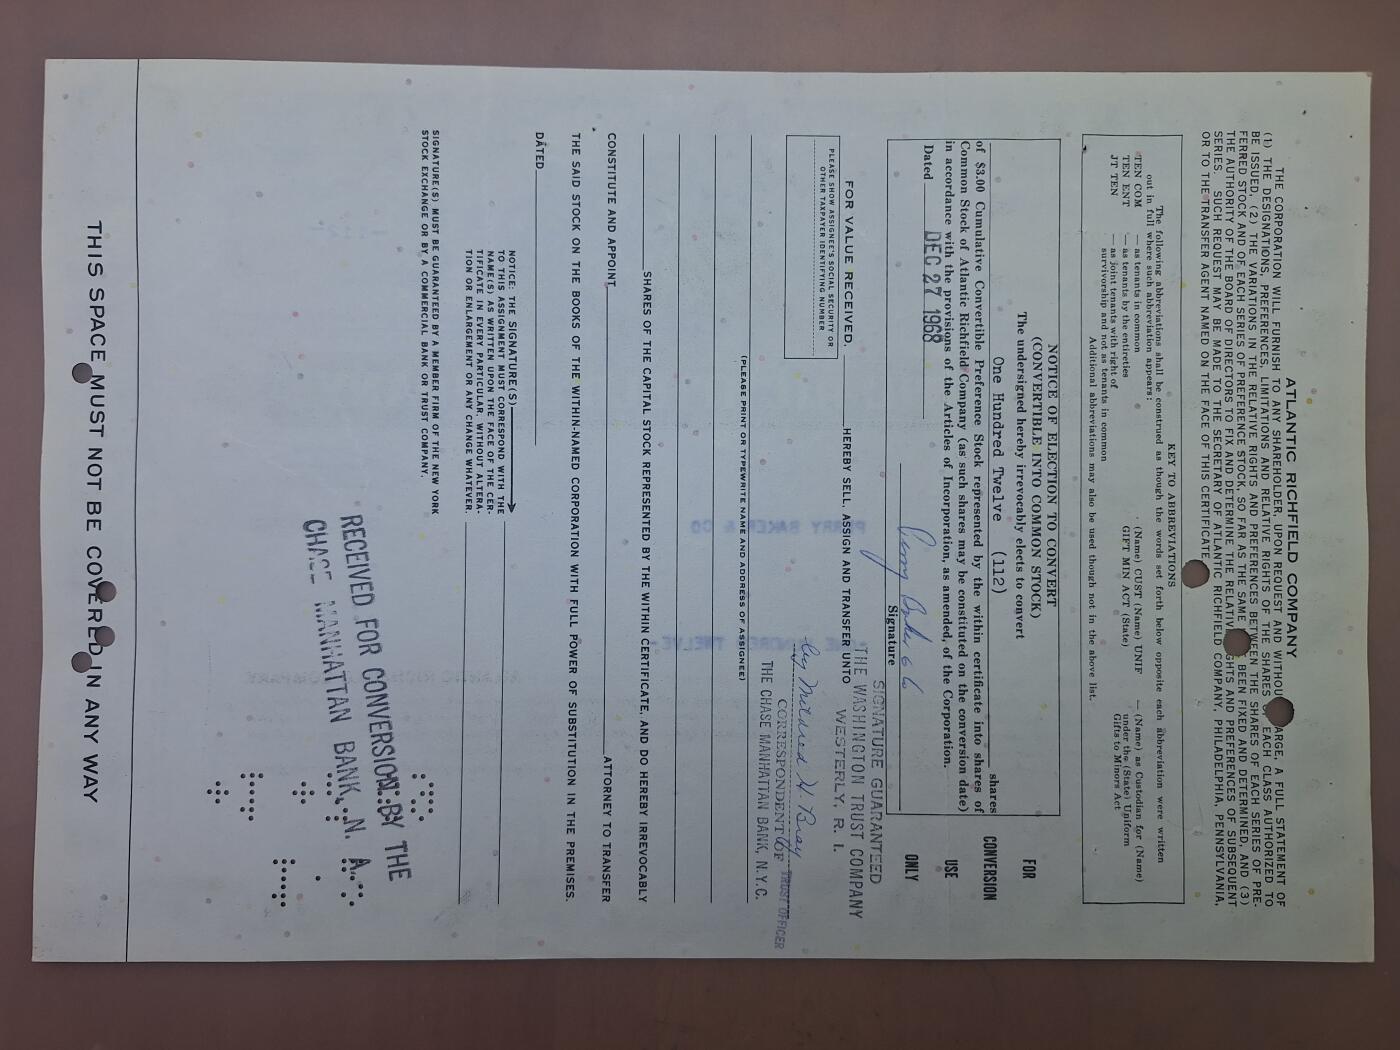 ATLANTIC RICHFIELD COMPANY
THE CORPORATION WILL FURNISH TO ANY SHAREHOLDER, UPON REQUEST AND WITHOU ARGE, A FULL STATEMENT OF
(1) THE DESIGNATIONS, PREFERENCES, LIMITATIONS AND RELATIVE RIGHTS OF THE SHARES O EACH CLASS AUTHORIZED TO
BE ISSUED, (2) THE VARIATIONS IN THE RELATIVE RIGHTS AND PREFERENCES BETWEEN THE SHARES OF EACH SERIES OF PRE-
FERRED STOCK AND OF EACH SERIES OF PREFERENCE STOCK, SO FAR AS THE SAME BEEN FIXED AND DETERMINED, AND (3)
THE AUTHORITY OF THE BOARD OF DIRECTORS TO FIX AND DETERMINE THE RELATIV GHTS AND PREFERENCES OF SUBSEQUENT
SERIES. SUCH REQUEST MAY BE MADE TO THE SECRETARY OF ATLANTIC RICHFIELD COMPANY, PHILADELPHIA, PENNSYLVANIA,
OR TO THE TRANSFER AGENT NAMED ON THE FACE OF THIS CERTIFICATE
KEY TO ABBREVIATIONS
The following abbreviations shall be construed as though the words set forth below opposite each abbreviation were written
out in full where such abbreviation appears:
TEN COM — as tenants in common (Name) CUST (Name) UNIF — (Name) as Custodian for (Name)
TEN ENT — as tenants by the entireties GIFT MIN ACT (State) under the (State) Uniform
JT TEN — as joint tenants with right of Gifts to Minors Act
survivorship and not as tenants in common
Additional abbreviations may also be used though not in the above list.
NOTICE OF ELECTION TO CONVERT
(CONVERTIBLE INTO COMMON STOCK)
The undersigned hereby irrevocably elects to convert
One Hundred Twelve (112) shares
of $3.00 Cumulative Convertible Preference Stock represented by the within certificate into shares of
Common Stock of Atlantic Richfield Company (as such shares may be constituted on the conversion date)
in accordance with the provisions of the Articles of Incorporation, as amended, of the Corporation.
Dated DEC 27 1968
Perry Baker & Co
Signature
FOR
CONVERSION
USE
ONLY
SIGNATURE GUARANTEED
THE WASHINGTON TRUST COMPANY
WESTERLY, R. I.
by Mildred H Bray
TRUST OFFICER
CORRESPONDENT OF
THE CHASE MANHATTAN BANK, N.Y.C.
FOR VALUE RECEIVED, HEREBY SELL, ASSIGN AND TRANSFER UNTO
PLEASE SHOW ASSIGNEE'S SOCIAL SECURITY OR
OTHER TAXPAYER IDENTIFYING NUMBER
(PLEASE PRINT OR TYPEWRITE NAME AND ADDRESS OF ASSIGNEE)
SHARES OF THE CAPITAL STOCK REPRESENTED BY THE WITHIN CERTIFICATE, AND DO HEREBY IRREVOCABLY
CONSTITUTE AND APPOINT ATTORNEY TO TRANSFER
THE SAID STOCK ON THE BOOKS OF THE WITHIN-NAMED CORPORATION WITH FULL POWER OF SUBSTITUTION IN THE PREMISES.
DATED
NOTICE: THE SIGNATURE(S)
TO THIS ASSIGNMENT MUST CORRESPOND WITH THE
NAME(S) AS WRITTEN UPON THE FACE OF THE CER-
TIFICATE IN EVERY PARTICULAR, WITHOUT ALTERA-
TION OR ENLARGEMENT OR ANY CHANGE WHATEVER.
SIGNATURE(S) MUST BE GUARANTEED BY A MEMBER FIRM OF THE NEW YORK
STOCK EXCHANGE OR BY A COMMERCIAL BANK OR TRUST COMPANY.
RECEIVED FOR CONVERSION BY THE
CHASE MANHATTAN BANK, N. A.
THIS SPACE MUST NOT BE COVERED IN ANY WAY